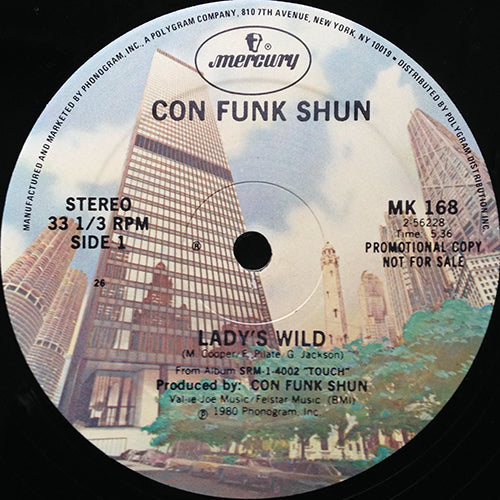 MANUFACTURED AND MARKETED BY PHONOGRAM, INC., A POLYGRAM COMPANY, 810 7TH AVENUE, NEW YORK, NY 10019 • DISTRIBUTED BY POLYGRAM DISTRIBUTION, INC.
® mercury
CON FUNK SHUN
STEREO
33 1/3 RPM
SIDE 1
MK 168
2-56228
Time: 5:36
PROMOTIONAL COPY
NOT FOR SALE
Ⓟ
26
LADY'S WILD
(M. Cooper/F. Pilate G. Jackson)
From Album SRM-1-4002 "TOUCH"
Produced by: CON FUNK SHUN
Val-ie Joe Music/Felstar Music (BMI)
Ⓟ 1980 Phonogram, Inc.